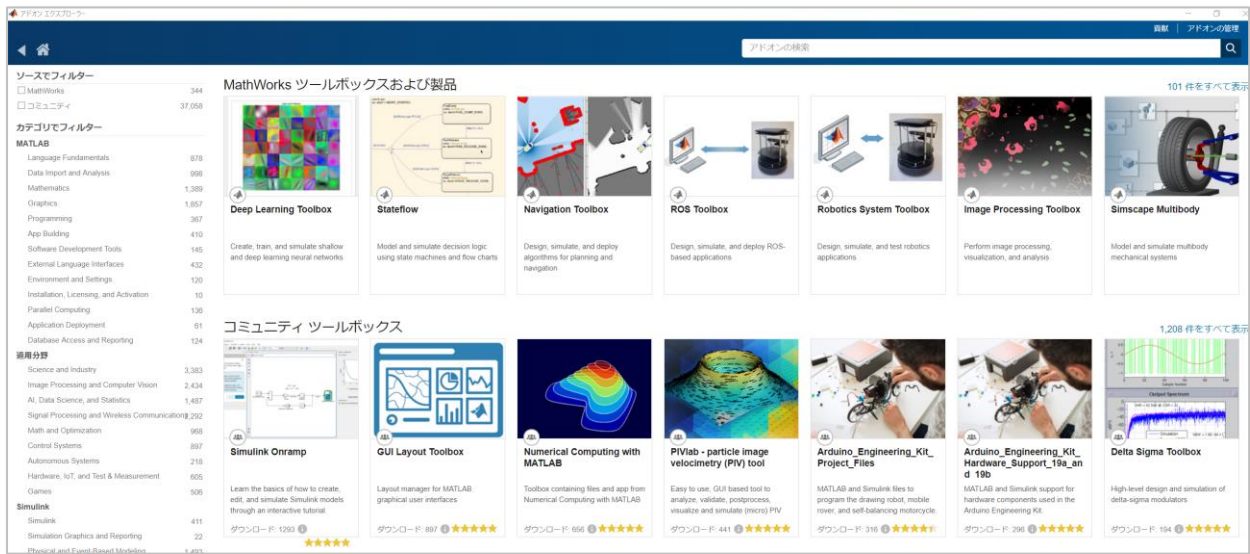 アドオン エクスプローラー
貢献 | アドオンの管理
アドオンの検索
ソースでフィルター
MathWorks 344
コミュニティ 37,058
カテゴリでフィルター
MATLAB
Language Fundamentals 678
Data Import and Analysis 998
Mathematics 1,389
Graphics 1,857
Programming 367
App Building 410
Software Development Tools 145
External Language Interfaces 432
Environment and Settings 120
Installation, Licensing, and Activation 10
Parallel Computing 136
Application Deployment 61
Database Access and Reporting 124
適用分野
Science and Industry 3,383
Image Processing and Computer Vision 2,434
AI, Data Science, and Statistics 1,487
Signal Processing and Wireless Communications 2,292
Math and Optimization 968
Control Systems 897
Autonomous Systems 218
Hardware, IoT, and Test & Measurement 605
Games 506
Simulink
Simulink 411
Simulation Graphics and Reporting 22
Physical and Event-Based Modeling 1,493
MathWorks ツールボックスおよび製品
101 件をすべて表示
Deep Learning Toolbox
Create, train, and simulate shallow
and deep learning neural networks
Stateflow
Model and simulate decision logic
using state machines and flow charts
Navigation Toolbox
Design, simulate, and deploy
algorithms for planning and
navigation
ROS Toolbox
Design, simulate, and deploy ROS-
based applications
Robotics System Toolbox
Design, simulate, and test robotics
applications
Image Processing Toolbox
Perform image processing,
visualization, and analysis
Simscape Multibody
Model and simulate multibody
mechanical systems
コミュニティ ツールボックス
1,208 件をすべて表示
Simulink Onramp
Learn the basics of how to create,
edit, and simulate Simulink models
through an interactive tutorial
ダウンロード: 1293
GUI Layout Toolbox
Layout manager for MATLAB
graphical user interfaces
ダウンロード: 897
Numerical Computing with
MATLAB
Toolbox containing files and app from
Numerical Computing with MATLAB
ダウンロード: 656
PIVlab - particle image
velocimetry (PIV) tool
Easy to use, GUI based tool to
analyze, validate, postprocess,
visualize and simulate (micro) PIV
ダウンロード: 441
Arduino_Engineering_Kit_
Project_Files
MATLAB and Simulink files to
program the drawing robot, mobile
rover, and self-balancing motorcycle.
ダウンロード: 316
Arduino_Engineering_Kit_
Hardware_Support_19a_an
d_19b
MATLAB and Simulink support for
hardware components used in the
Arduino Engineering Kit.
ダウンロード: 296
Output Spectrum
Delta Sigma Toolbox
High-level design and simulation of
delta-sigma modulators
ダウンロード: 194